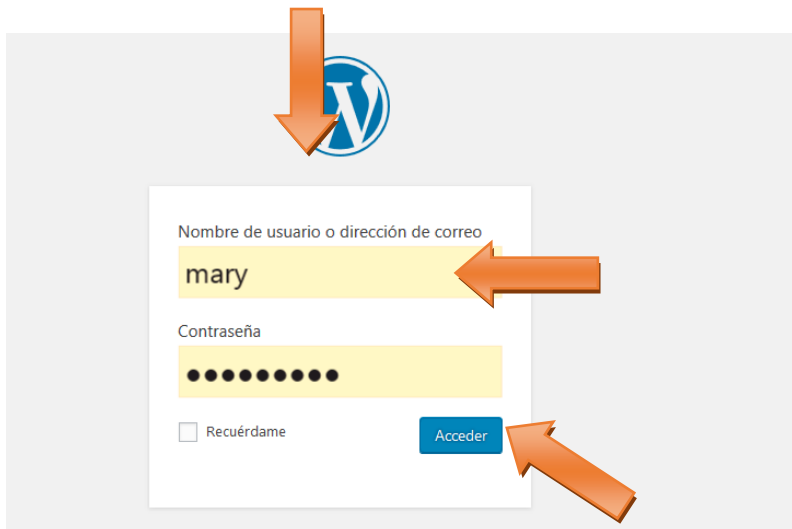 Nombre de usuario o dirección de correo
mary
Contraseña
●●●●●●●●●
Recuérdame
Acceder